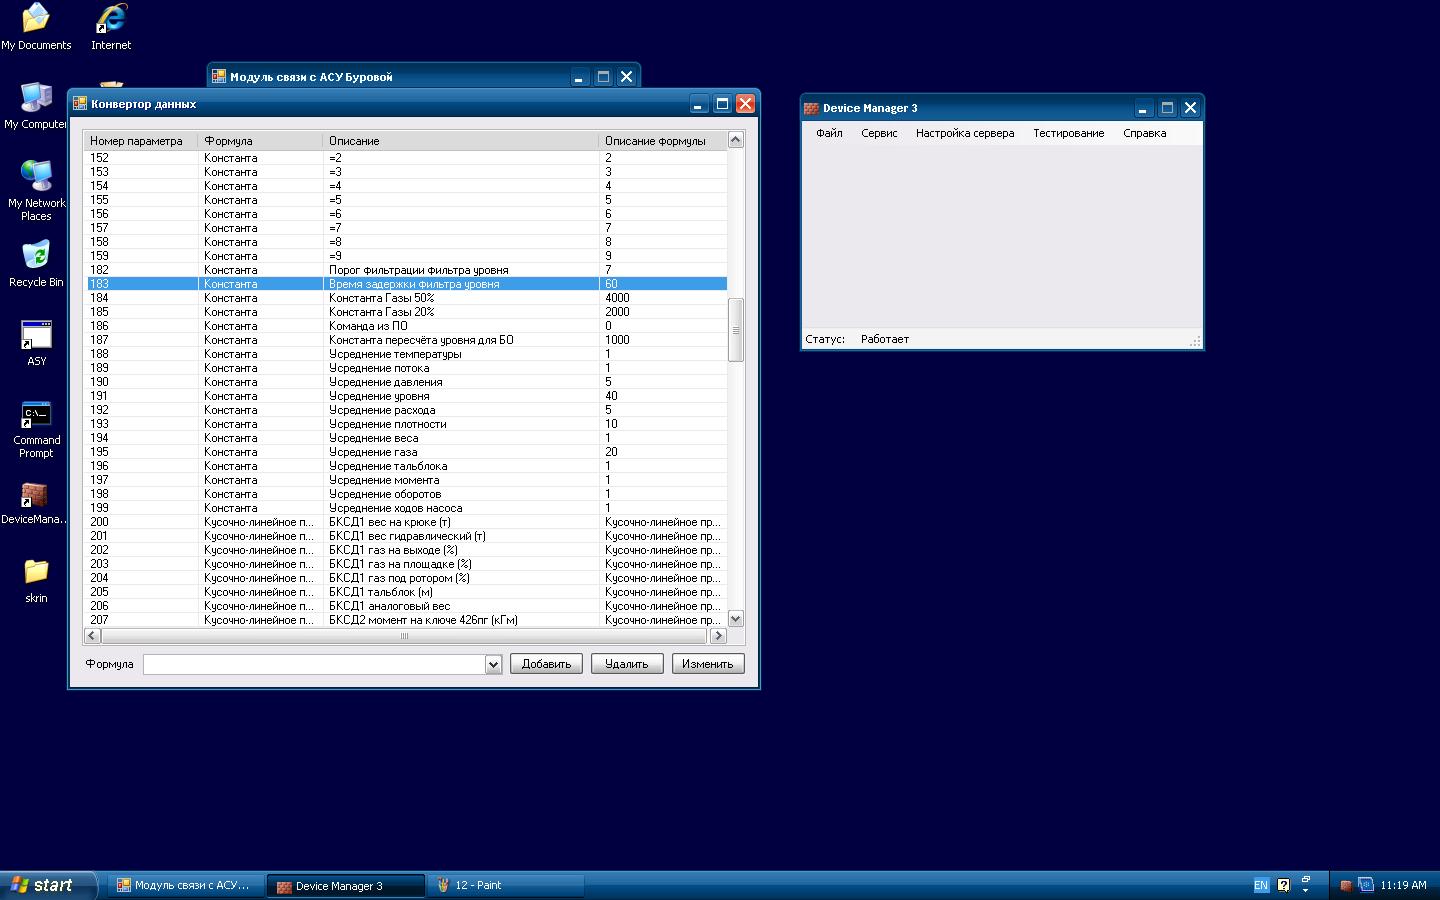 My Documents
Internet
My Computer
My Network
Places
Recycle Bin
ASY
C:\_
Command
Prompt
DeviceMana...
skrin
Модуль связи с АСУ Буровой
Конвертор данных
Номер параметра Формула Описание Описание формулы
152 Константа =2 2
153 Константа =3 3
154 Константа =4 4
155 Константа =5 5
156 Константа =6 6
157 Константа =7 7
158 Константа =8 8
159 Константа =9 9
182 Константа Порог фильтрации фильтра уровня 7
183 Константа Время задержки фильтра уровня 60
184 Константа Константа Газы 50% 4000
185 Константа Константа Газы 20% 2000
186 Константа Команда из ПО 0
187 Константа Константа пересчёта уровня для БО 1000
188 Константа Усреднение температуры 1
189 Константа Усреднение потока 1
190 Константа Усреднение давления 5
191 Константа Усреднение уровня 40
192 Константа Усреднение расхода 5
193 Константа Усреднение плотности 10
194 Константа Усреднение веса 1
195 Константа Усреднение газа 20
196 Константа Усреднение тальблока 1
197 Константа Усреднение момента 1
198 Константа Усреднение оборотов 1
199 Константа Усреднение ходов насоса 1
200 Кусочно-линейное п... БКСД1 вес на крюке (т) Кусочно-линейное пр...
201 Кусочно-линейное п... БКСД1 вес гидравлический (т) Кусочно-линейное пр...
202 Кусочно-линейное п... БКСД1 газ на выходе (%) Кусочно-линейное пр...
203 Кусочно-линейное п... БКСД1 газ на площадке (%) Кусочно-линейное пр...
204 Кусочно-линейное п... БКСД1 газ под ротором (%) Кусочно-линейное пр...
205 Кусочно-линейное п... БКСД1 тальблок (м) Кусочно-линейное пр...
206 Кусочно-линейное п... БКСД1 аналоговый вес Кусочно-линейное пр...
207 Кусочно-линейное п... БКСД2 момент на ключе 426пг (кГм) Кусочно-линейное пр...
Формула Добавить Удалить Изменить
Device Manager 3
Файл Сервис Настройка сервера Тестирование Справка
Статус: Работает
start Модуль связи с АСУ... Device Manager 3 12 - Paint EN 11:19 AM